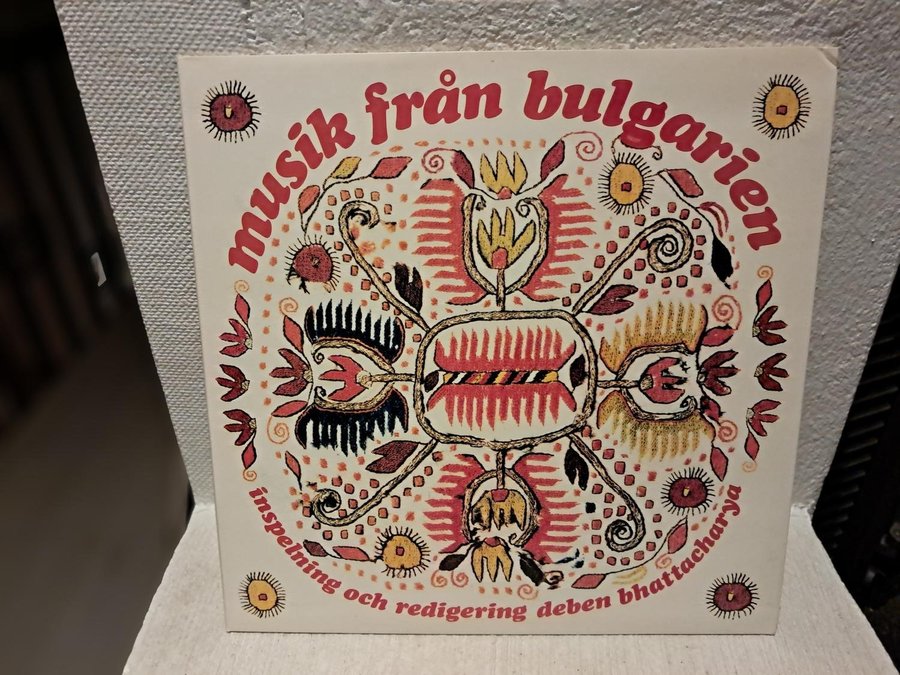 musik från bulgarien
inspelning och redigering deben bhattacharya